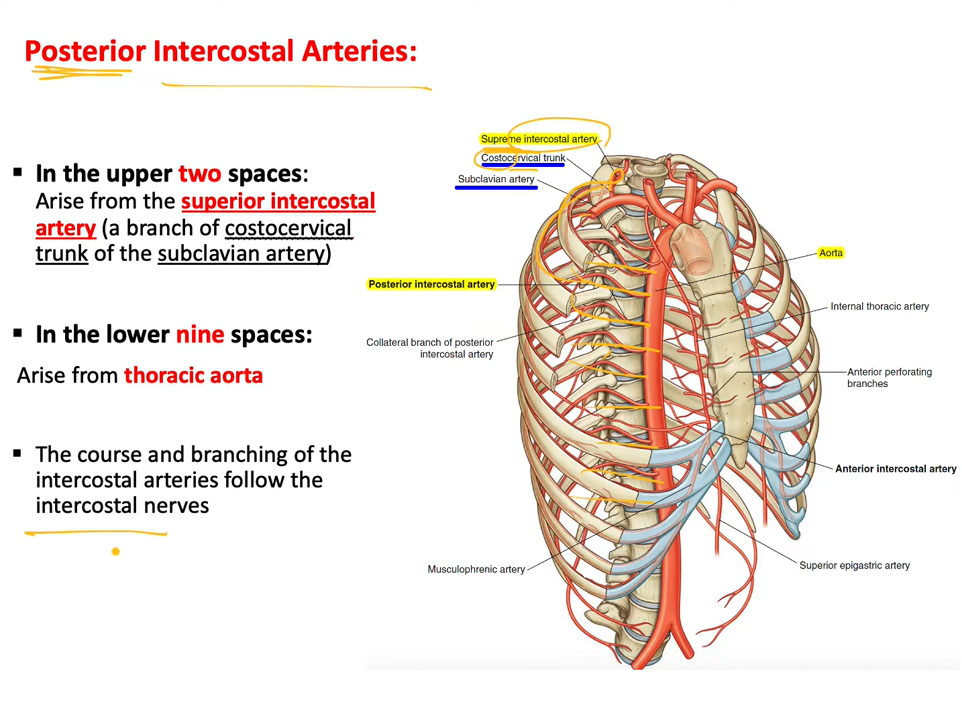 Posterior Intercostal Arteries:
▪ In the upper two spaces:
Arise from the superior intercostal
artery (a branch of costocervical
trunk of the subclavian artery)
▪ In the lower nine spaces:
Arise from thoracic aorta
▪ The course and branching of the
intercostal arteries follow the
intercostal nerves
Supreme intercostal artery
Costocervical trunk
Subclavian artery
Posterior intercostal artery
Collateral branch of posterior
intercostal artery
Musculophrenic artery
Aorta
Internal thoracic artery
Anterior perforating
branches
Anterior intercostal artery
Superior epigastric artery